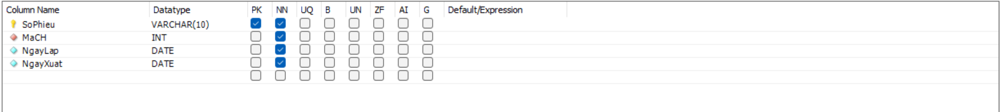 Column Name Datatype PK NN UQ B UN ZF AI G Default/Expression
SoPhieu VARCHAR(10)
MaCH INT
NgayLap DATE
NgayXuat DATE